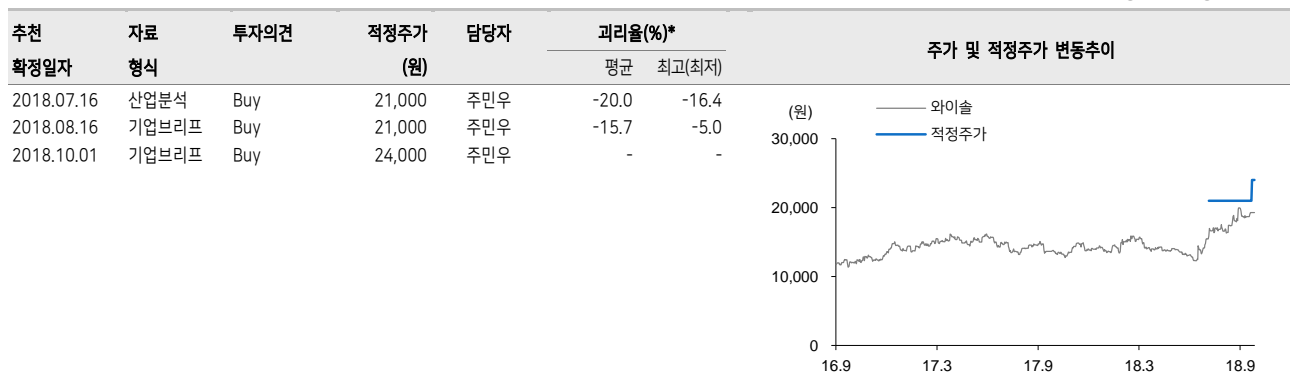 추천 자료 투자의견 적정주가 담당자 괴리율(%)* 주가 및 적정주가 변동추이
확정일자 형식 (원) 평균 최고(최저)
2018.07.16 산업분석 Buy 21,000 주민우 -20.0 -16.4
2018.08.16 기업브리프 Buy 21,000 주민우 -15.7 -5.0
2018.10.01 기업브리프 Buy 24,000 주민우 - -
(원)
와이솔
적정주가
30,000
20,000
10,000
0
16.9 17.3 17.9 18.3 18.9